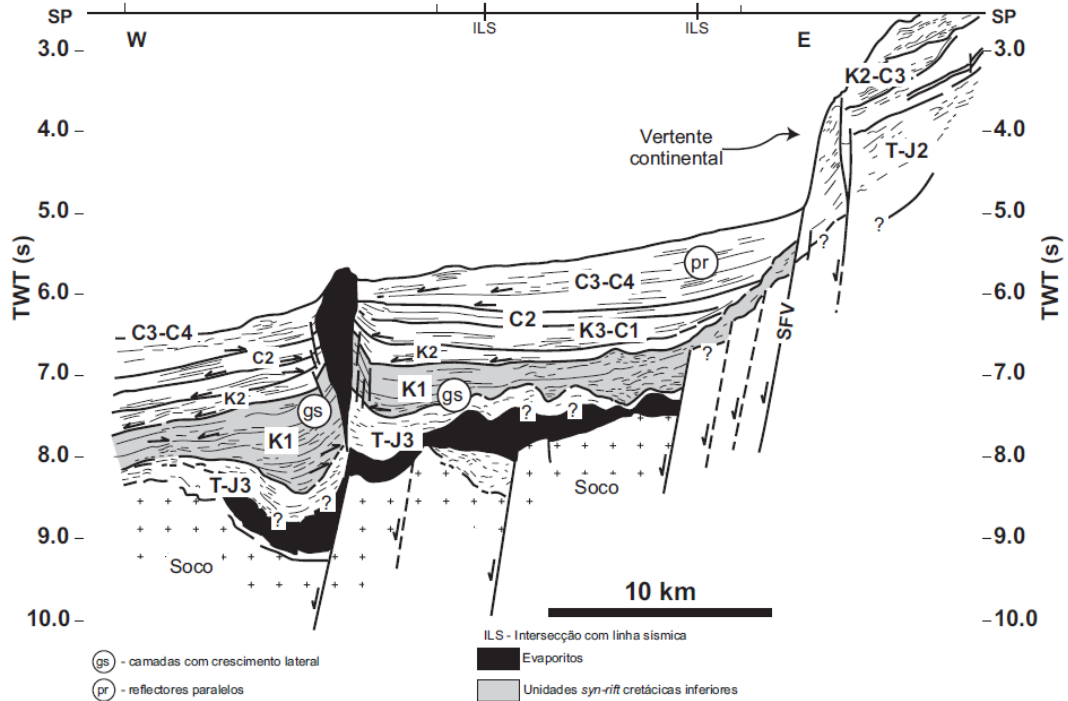 SP
SP
ILS
ILS
W
E
3.0
3.0
K2-C3
4.0
4.0
Vertente
continental
T-J2
5.0
5.0
?
?
TWT (s)
TWT (s)
pr
6.0
6.0
C3-C4
C3-C4
C2
SFV
K3-C1
C2
K2
?
7.0
7.0
K1
gs
K2
gs
?
?
?
K1
T-J3
8.0
8.0
T-J3
Soco
?
?
9.0
9.0
Soco
10 km
10.0
10.0
ILS - Intersecção com linha sísmica
gs - camadas com crescimento lateral
Evaporitos
pr - reflectores paralelos
Unidades syn-rift cretácicas inferiores